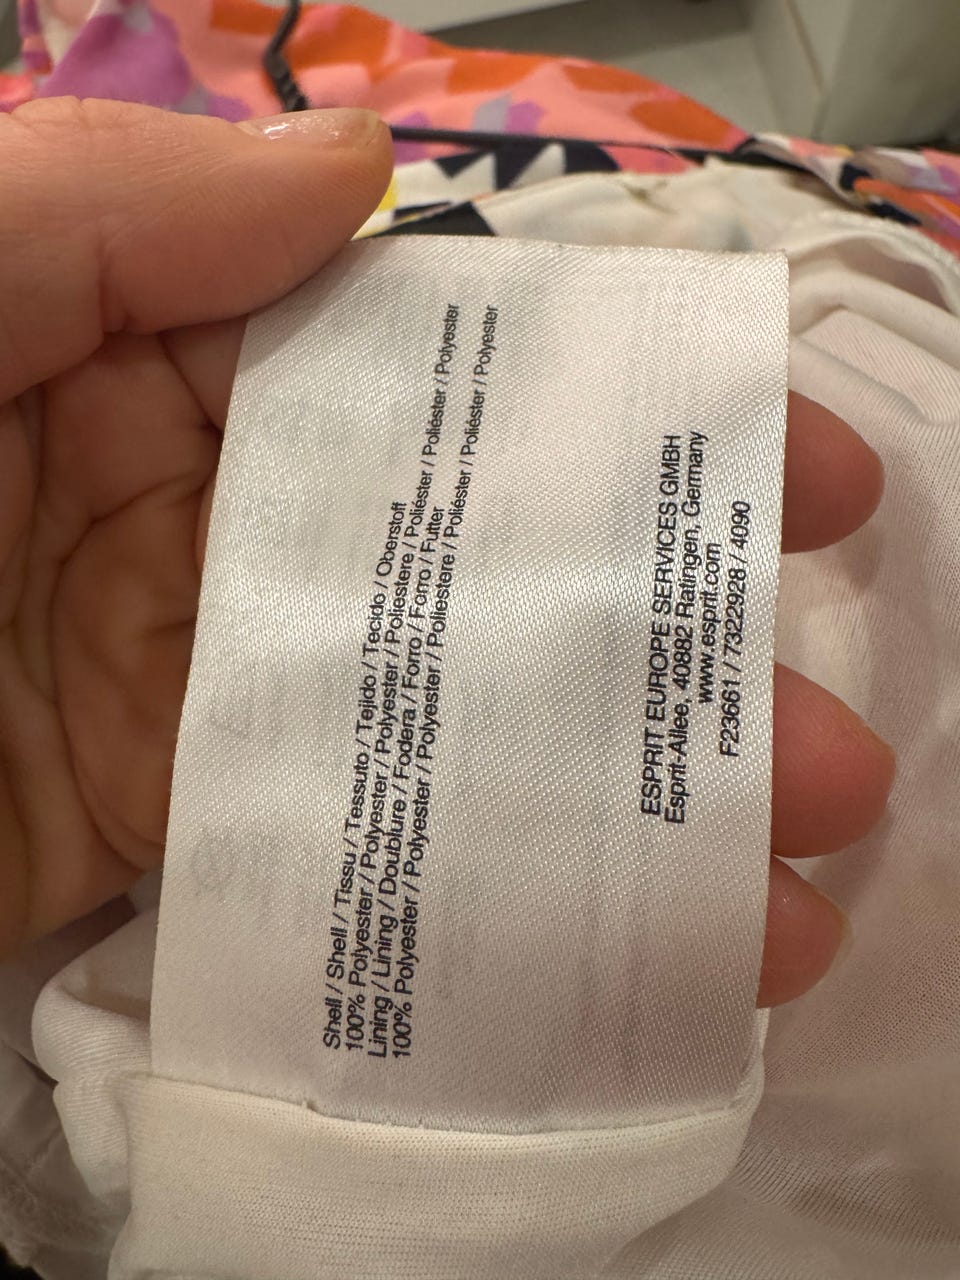 Shell / Shell / Tissu / Tessuto / Tejido / Tecido / Oberstoff
100% Polyester / Polyester / Polyester / Poliestere / Poliéster / Poliéster / Polyester
Lining / Lining / Doublure / Fodera / Forro / Forro / Futter
100% Polyester / Polyester / Polyester / Poliestere / Poliéster / Poliéster / Polyester
ESPRIT EUROPE SERVICES GMBH
Esprit-Allee, 40882 Ratingen, Germany
www.esprit.com
F23661 / 7322928 / 4090